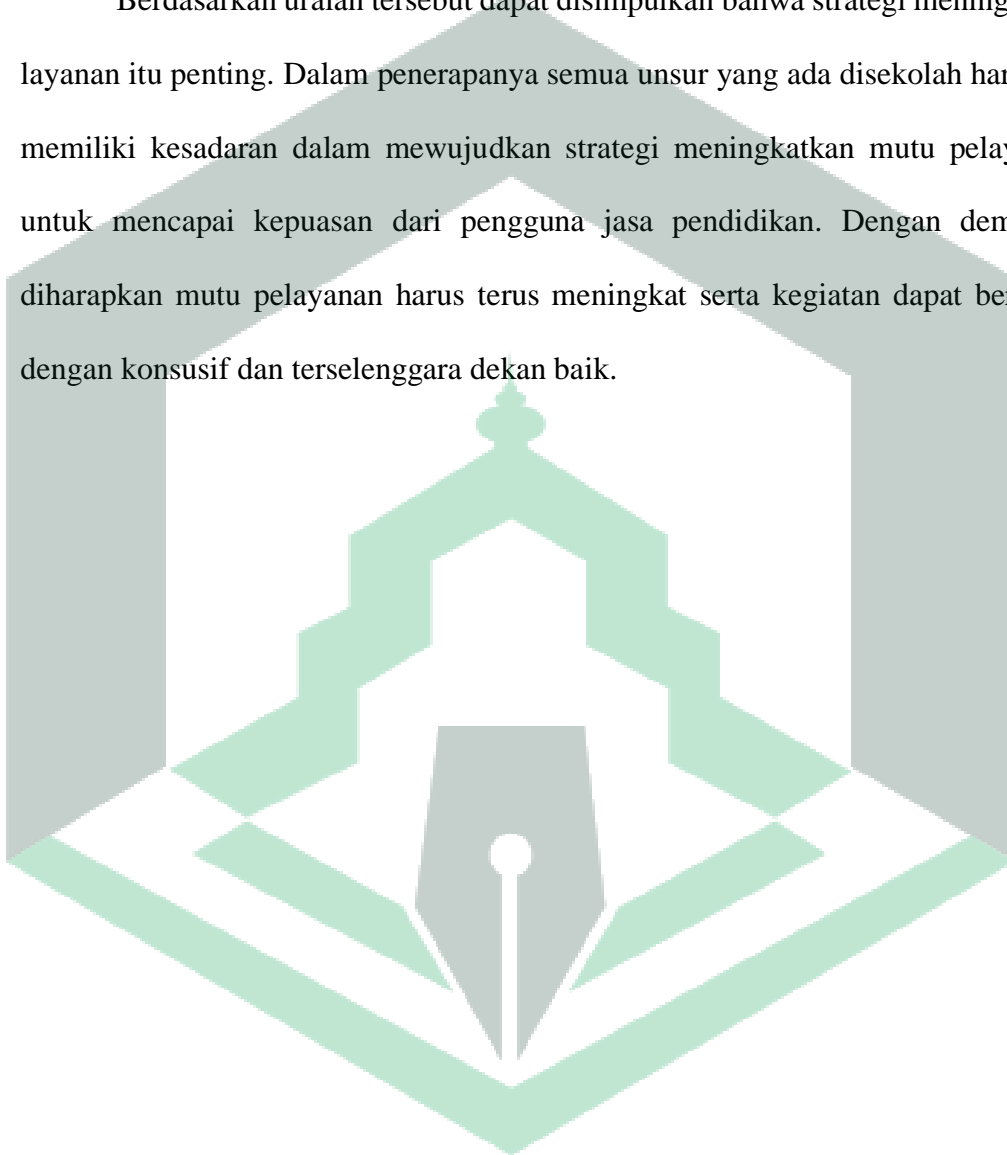 Berdasarkan uraian tersebut dapat disimpulkan bahwa strategi
layanan itu penting. Dalam penerapanya semua unsur yang ada disekolah
memiliki kesadaran dalam mewujudkan strategi meningkatkan mutu
untuk mencapai kepuasan dari pengguna jasa pendidikan. Dengan
diharapkan mutu pelayanan harus terus meningkat serta kegiatan dapat
dengan konsusif dan terselenggara dekan baik.